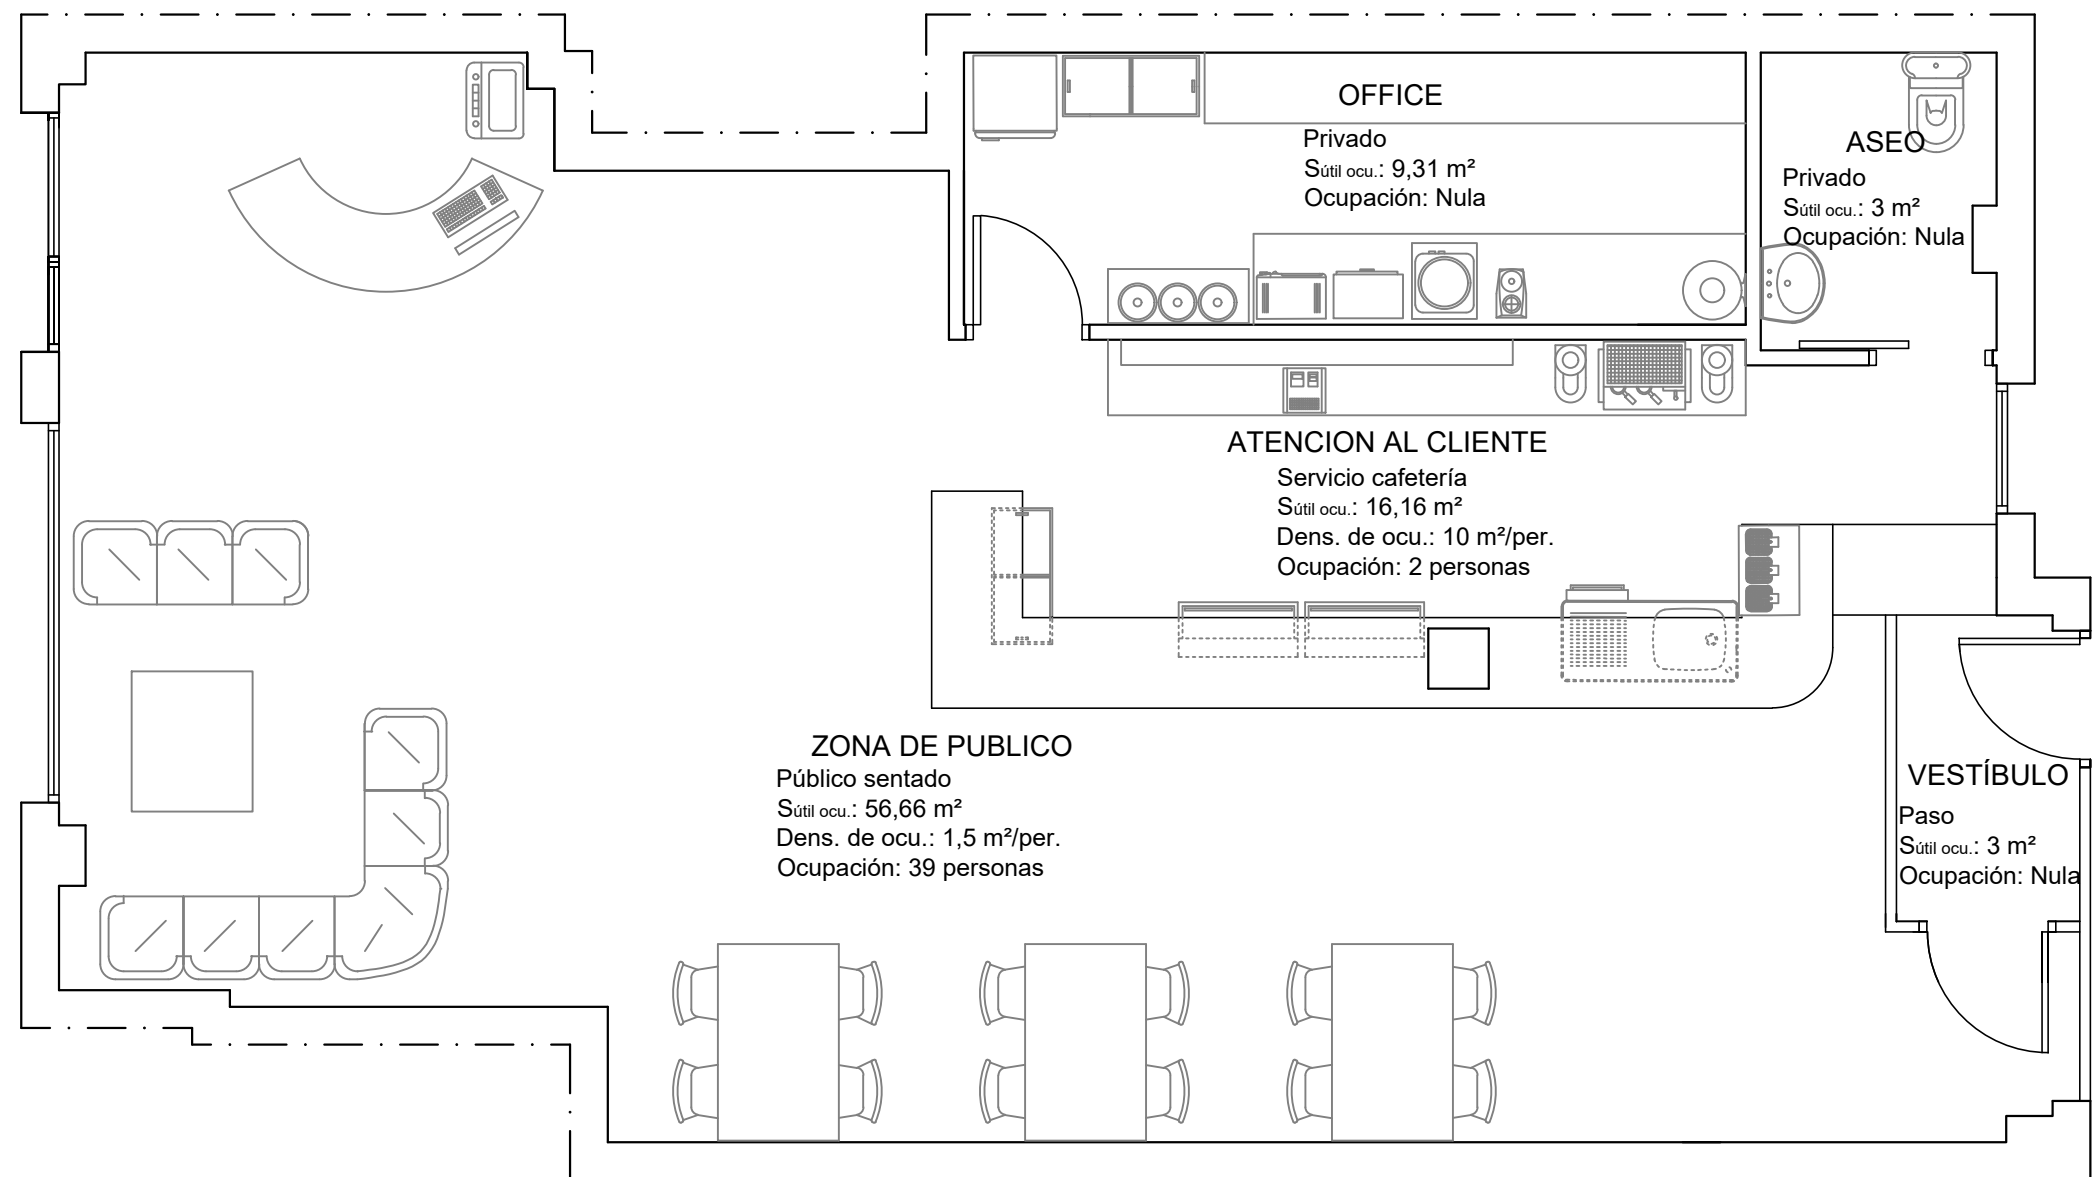 OFFICE
Privado
Sútil ocu.: 9,31 m²
Ocupación: Nula
ASEO
Privado
Sútil ocu.: 3 m²
Ocupación: Nula
ATENCION AL CLIENTE
Servicio cafetería
Sútil ocu.: 16,16 m²
Dens. de ocu.: 10 m²/per.
Ocupación: 2 personas
ZONA DE PUBLICO
Público sentado
Sútil ocu.: 56,66 m²
Dens. de ocu.: 1,5 m²/per.
Ocupación: 39 personas
VESTÍBULO
Paso
Sútil ocu.: 3 m²
Ocupación: Nula